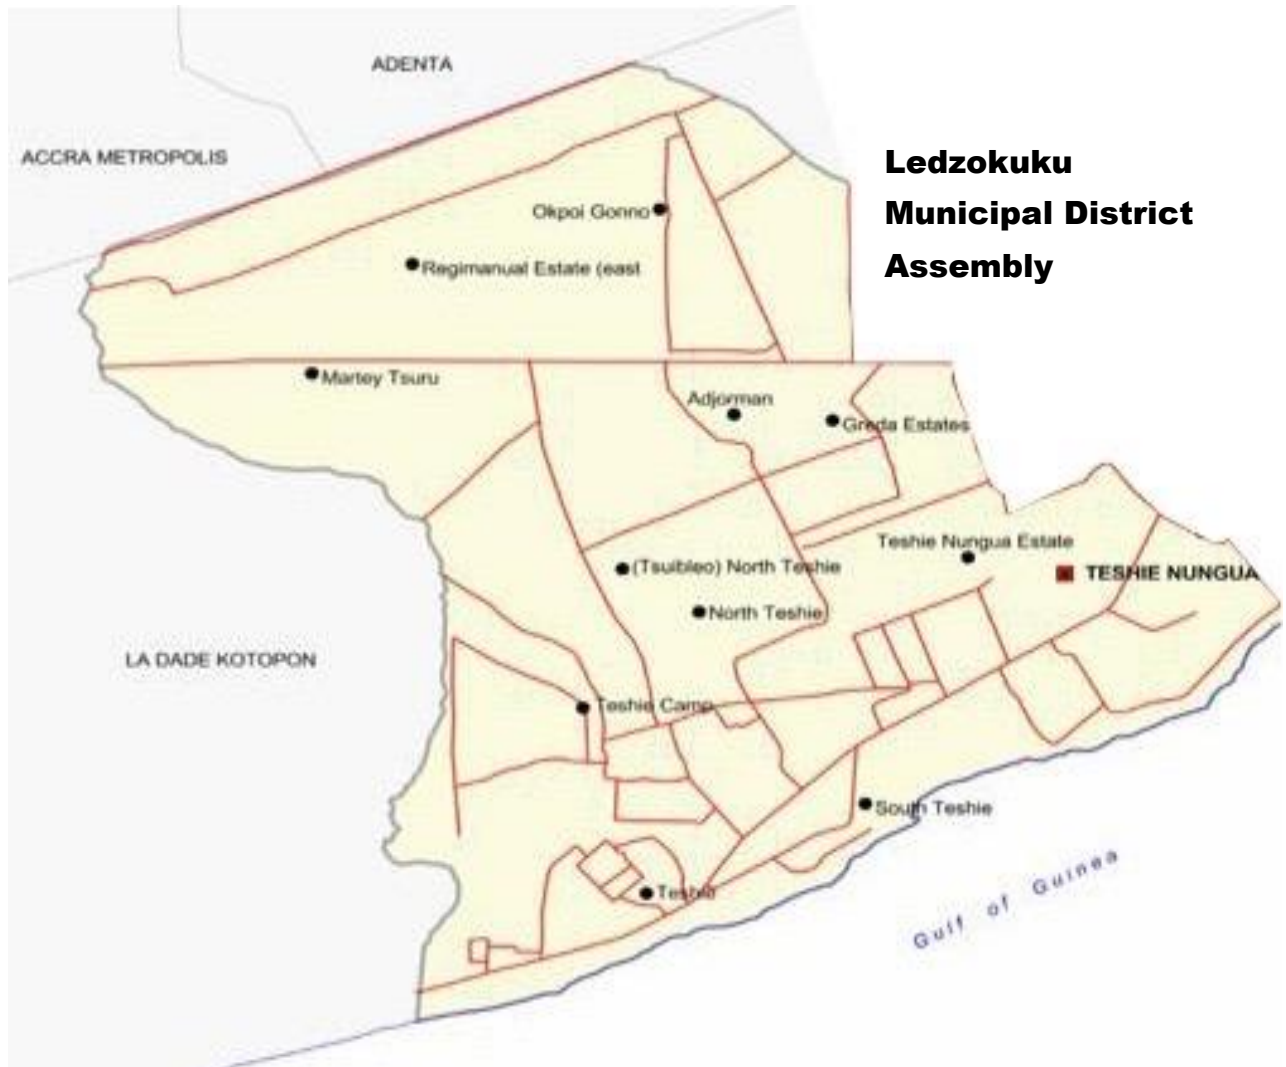 ADENTA
ACCRA METROPOLIS
Ledzokuku
Municipal District
Assembly
Okpoi Gonno
Regimanual Estate (east
Martey Tsuru
Adjorman
Greda Estates
Teshie Nungua Estate
(Tsuibleo) North Teshie
TESHIE NUNGUA
North Teshie
LA DADE KOTOPON
Teshie Camp
South Teshie
Teshie
Gulf of Guinea